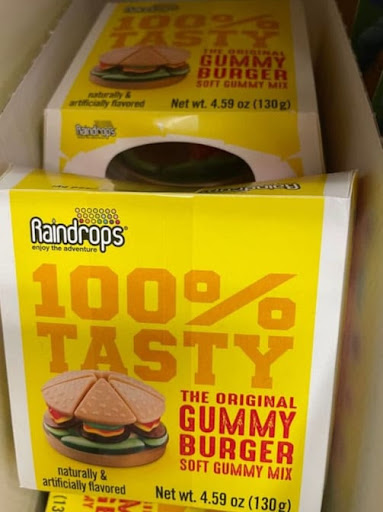 100%
TASTY
THE ORIGINAL
GUMMY
BURGER
SOFT GUMMY MIX
naturally &
artificially flavored
Net wt. 4.59 oz (130g)
Raindrops
Raindrops
enjoy the adventure
100%
TASTY
THE ORIGINAL
GUMMY
BURGER
SOFT GUMMY MIX
naturally &
artificially flavored
Net wt. 4.59 oz (130g)